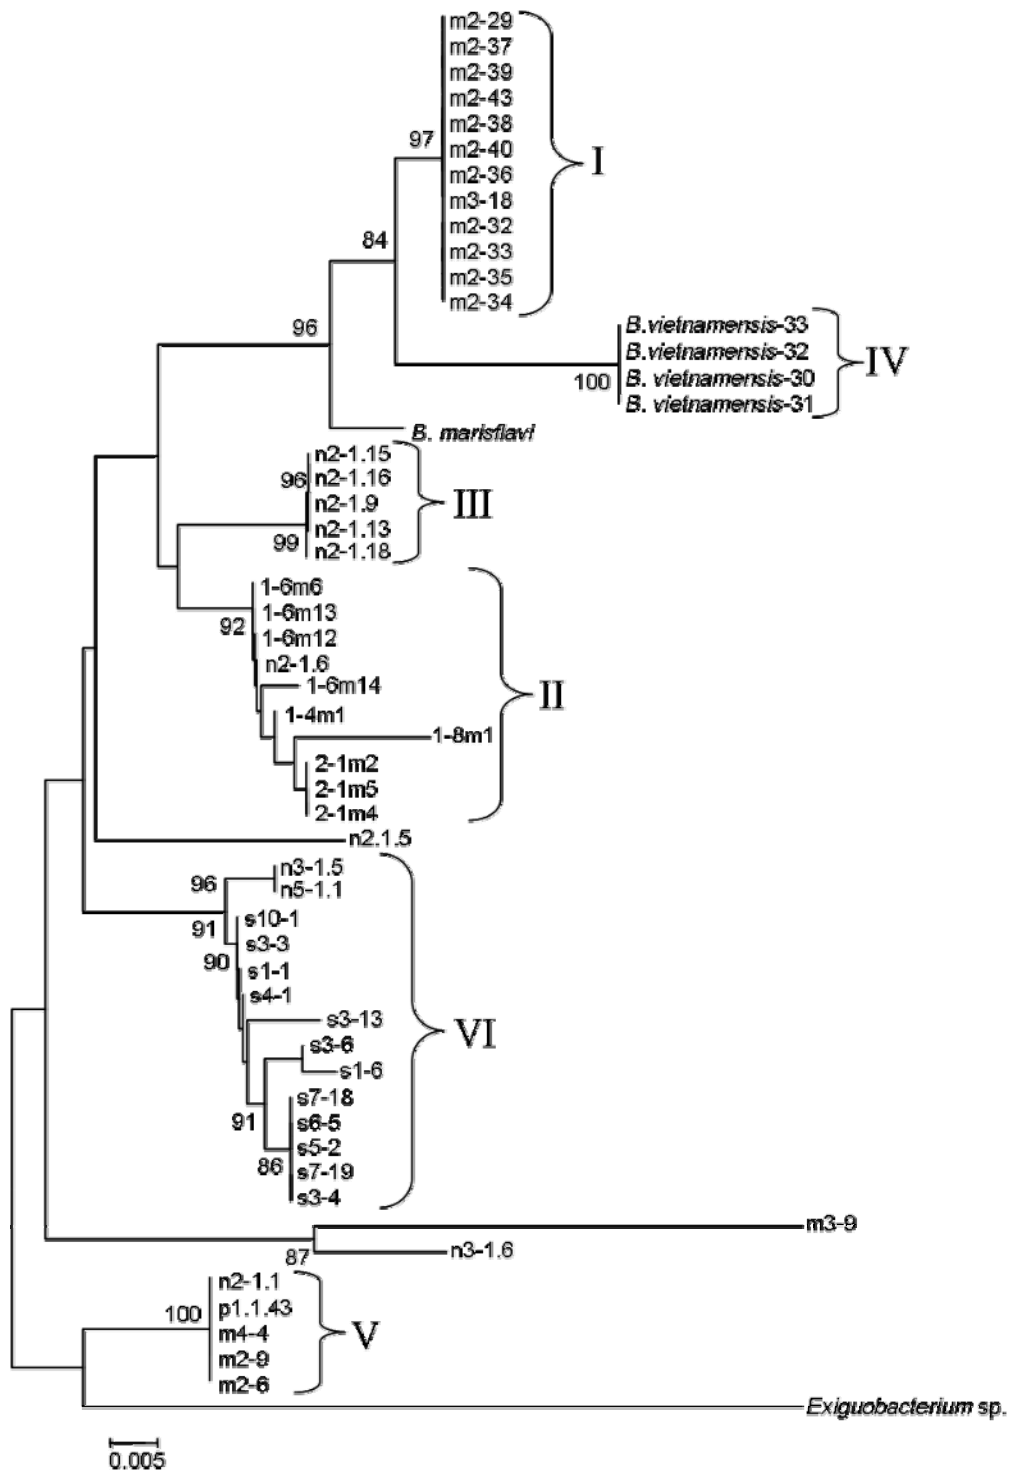 m2-29
m2-37
m2-39
m2-43
m2-38
97
m2-40
I
m2-36
m3-18
m2-32
84
m2-33
m2-35
m2-34
96
B.vietnamensis-33
B.vietnamensis-32
IV
100
B. vietnamensis-30
B. vietnamensis-31
B. marisflavi
n2-1.15
96
n2-1.16
n2-1.9
III
n2-1.13
99
n2-1.18
1-6m6
1-6m13
92
1-6m12
n2-1.6
1-6m14
II
1-4m1
1-8m1
2-1m2
2-1m5
2-1m4
n2.1.5
n3-1.5
96
n5-1.1
91
s10-1
s3-3
90
s1-1
s4-1
s3-13
VI
s3-6
s1-6
s7-18
91
s6-5
s5-2
86
s7-19
s3-4
m3-9
87
n3-1.6
n2-1.1
100
p1.1.43
m4-4
V
m2-9
m2-6
Exiguobacterium sp.
0.005